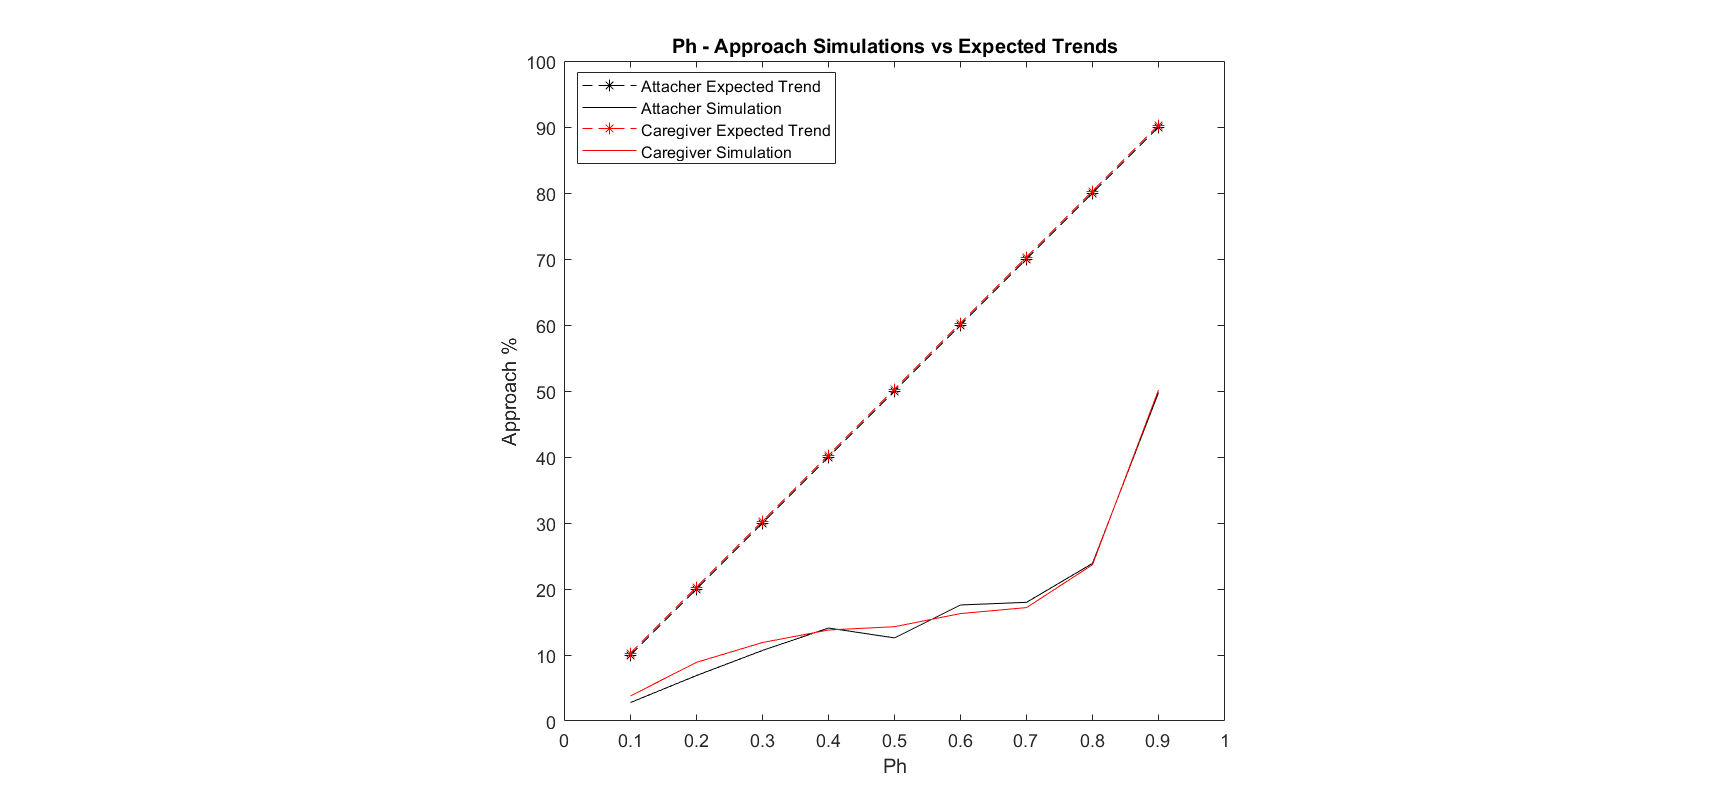 Ph - Approach Simulations vs Expected Trends
Attacher Expected Trend
Attacher Simulation
Caregiver Expected Trend
Caregiver Simulation
100
90
80
70
60
50
40
30
20
10
0
Approach %
0 0.1 0.2 0.3 0.4 0.5 0.6 0.7 0.8 0.9 1
Ph